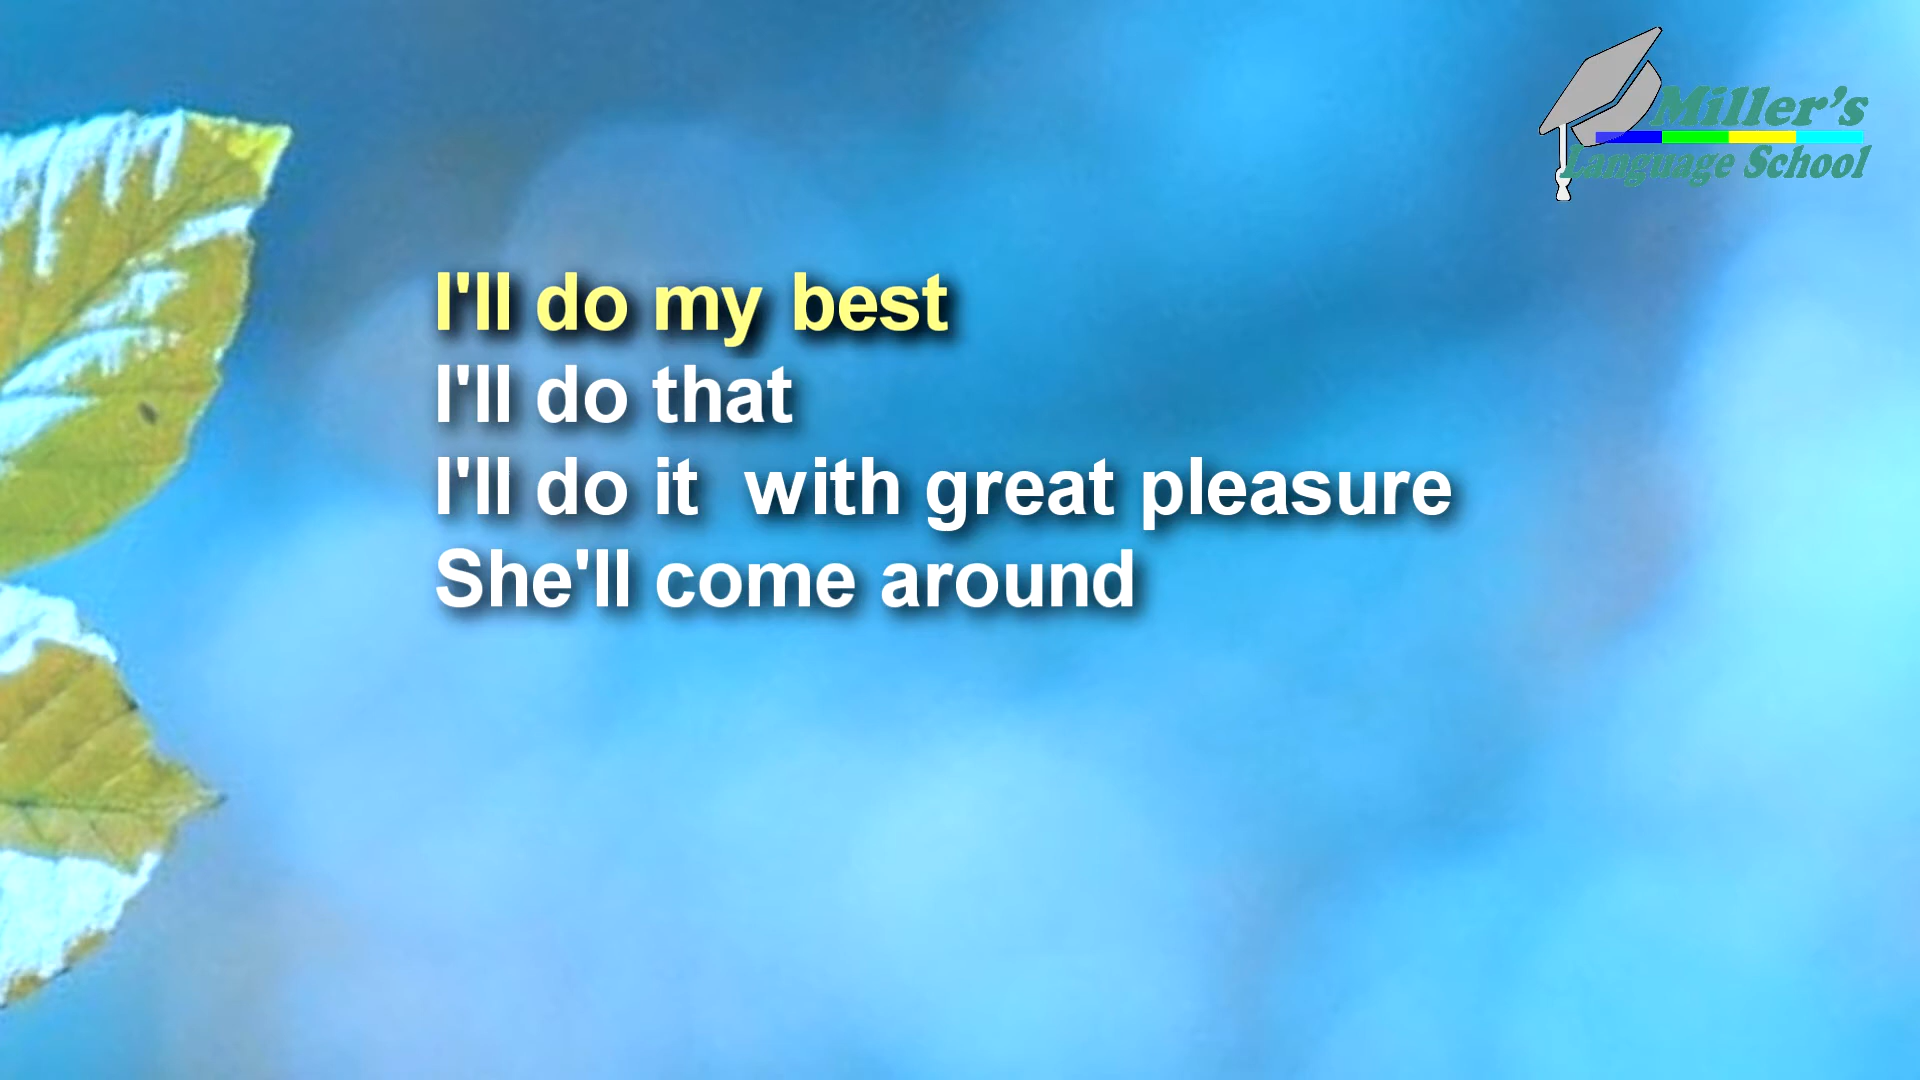 Miller's
Language School
I'll do my best
I'll do that
I'll do it  with great pleasure
She'll come around